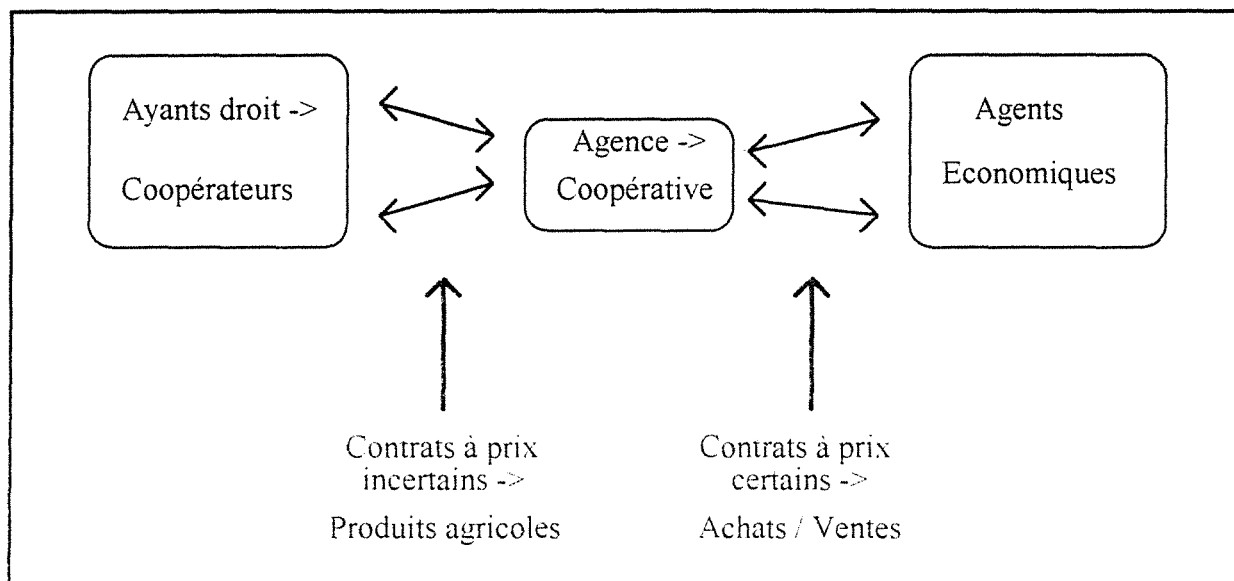 Ayants droit ->
Coopérateurs
Agence ->
Coopérative
Agents
Economiques
Contrats à prix
incertains ->
Produits agricoles
Contrats à prix
certains ->
Achats / Ventes